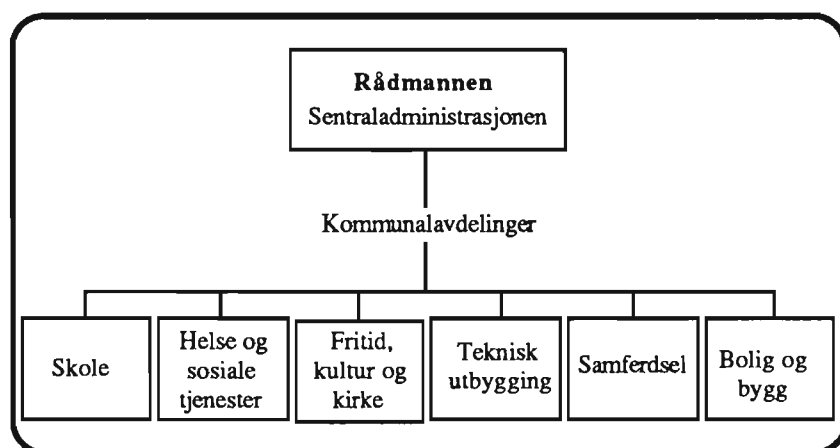 Rådmannen
Sentraladministrasjonen
Kommunalavdelinger
Skole
Helse og
sosiale
tjenester
Fritid,
kultur og
kirke
Teknisk
utbygging
Samferdsel
Bolig og
bygg